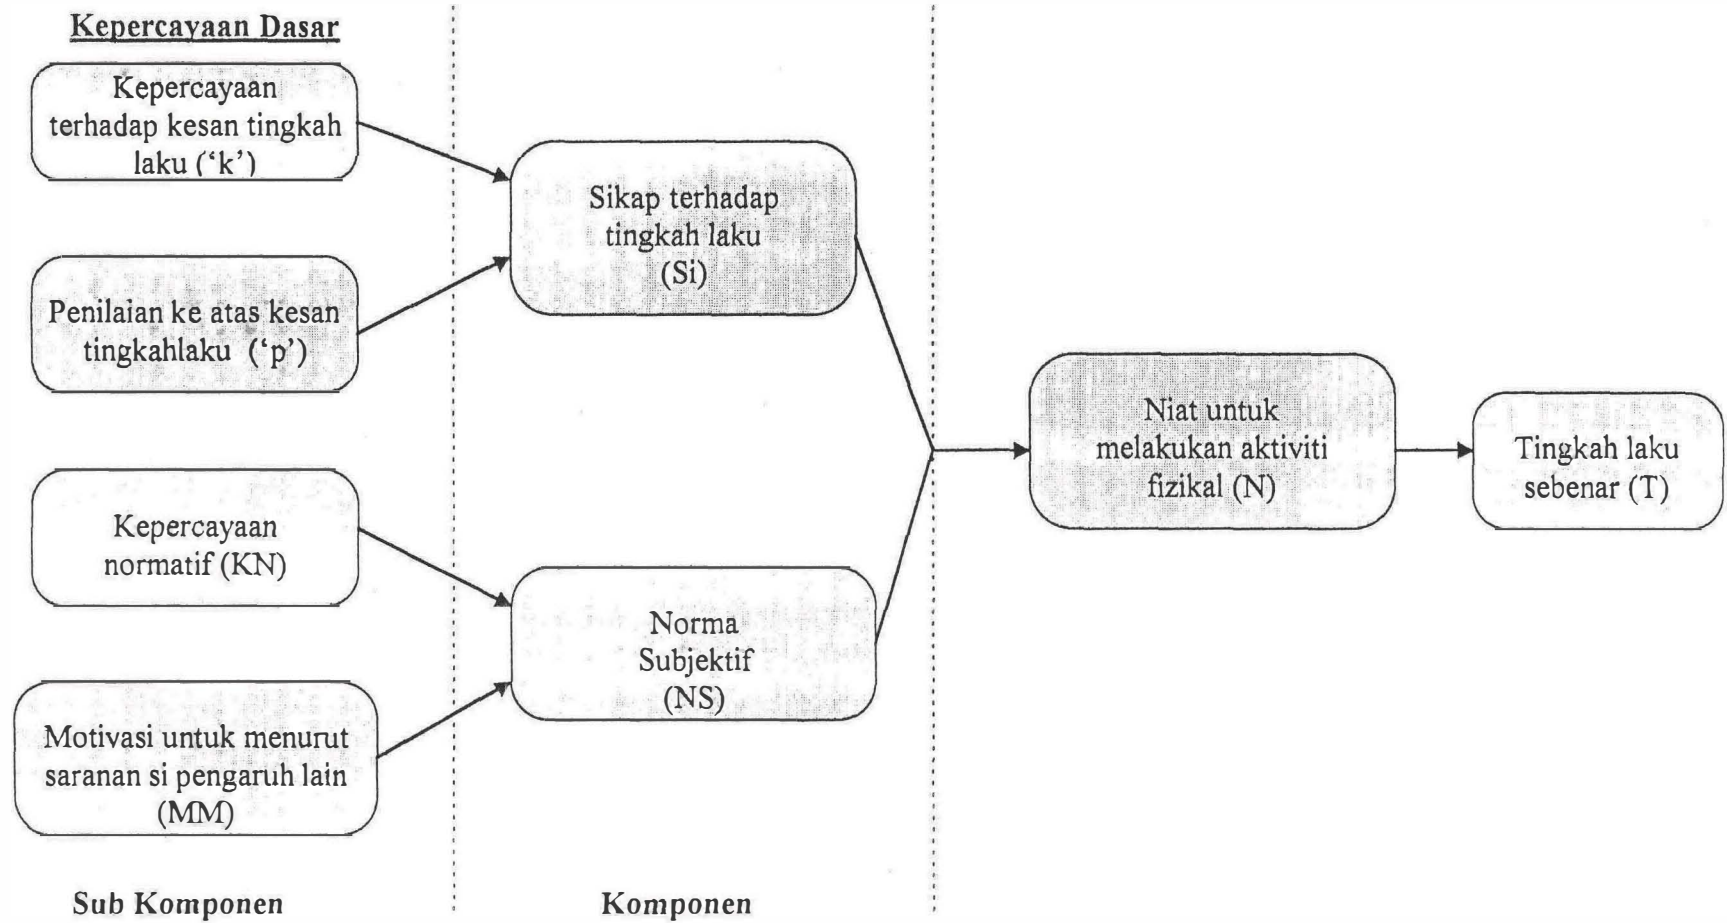 Kepercayaan Dasar
Kepercayaan
terhadap kesan tingkah
laku (‘k’)
Penilaian ke atas kesan
tingkahlaku (‘p’)
Kepercayaan
normatif (KN)
Motivasi untuk menurut
saranan si pengaruh lain
(MM)
Sub Komponen
Sikap terhadap
tingkah laku
(Si)
Norma
Subjektif
(NS)
Komponen
Niat untuk
melakukan aktiviti
fizikal (N)
Tingkah laku
sebenar (T)